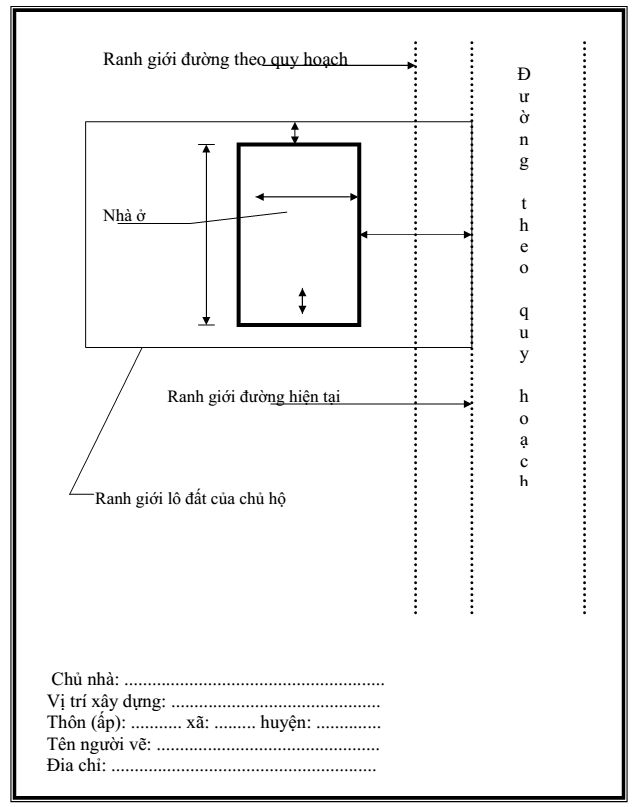 Ranh giới đường theo quy hoạch
Đường theo quy hoạch
Nhà ở
Ranh giới đường hiện tại
Ranh giới lô đất của chủ hộ
Chủ nhà: ........................................................
Vị trí xây dựng: .............................................
Thôn (ấp): ........... xã: ......... huyện: ..............
Tên người vẽ: ................................................
Đia chỉ: .........................................................